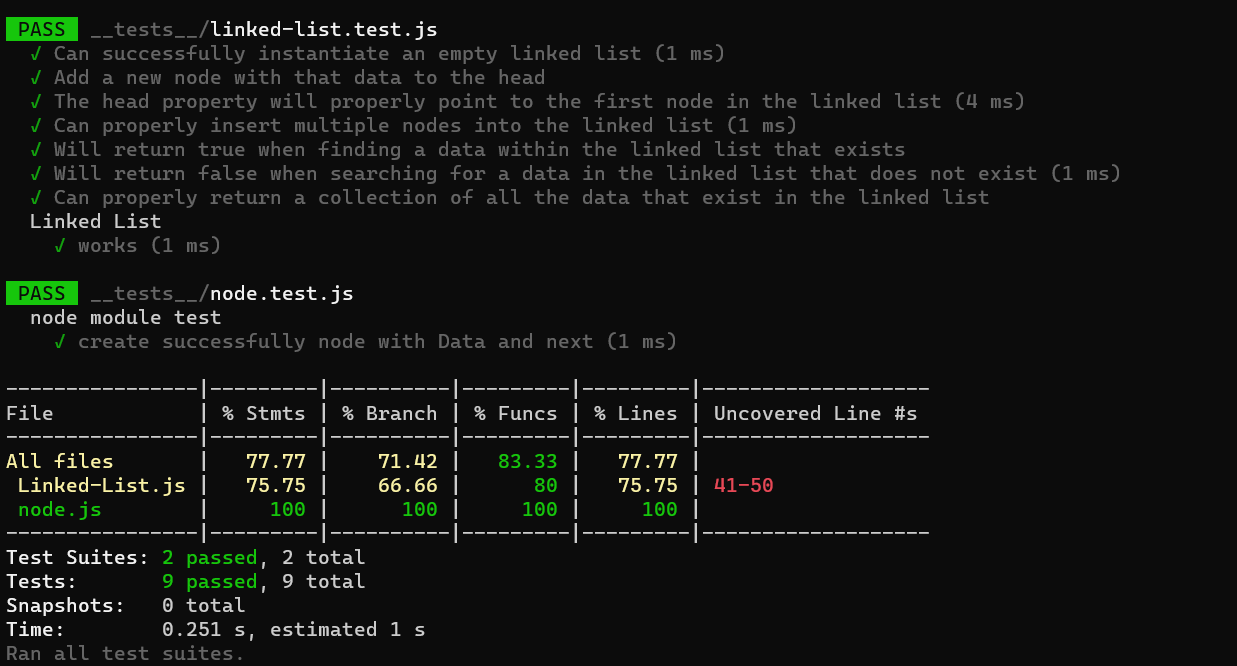 PASS __tests__/linked-list.test.js
√ Can successfully instantiate an empty linked list (1 ms)
√ Add a new node with that data to the head
√ The head property will properly point to the first node in the linked list (4 ms)
√ Can properly insert multiple nodes into the linked list (1 ms)
√ Will return true when finding a data within the linked list that exists
√ Will return false when searching for a data in the linked list that does not exist (1 ms)
√ Can properly return a collection of all the data that exist in the linked list
Linked List
√ works (1 ms)
PASS __tests__/node.test.js
node module test
√ create successfully node with Data and next (1 ms)
----------------|---------|----------|---------|---------|-------------------
File            | % Stmts | % Branch | % Funcs | % Lines | Uncovered Line #s
----------------|---------|----------|---------|---------|-------------------
All files       |   77.77 |    71.42 |   83.33 |   77.77 |
 Linked-List.js |   75.75 |    66.66 |      80 |   75.75 | 41-50
 node.js        |     100 |      100 |     100 |     100 |
----------------|---------|----------|---------|---------|-------------------
Test Suites: 2 passed, 2 total
Tests:       9 passed, 9 total
Snapshots:   0 total
Time:        0.251 s, estimated 1 s
Ran all test suites.